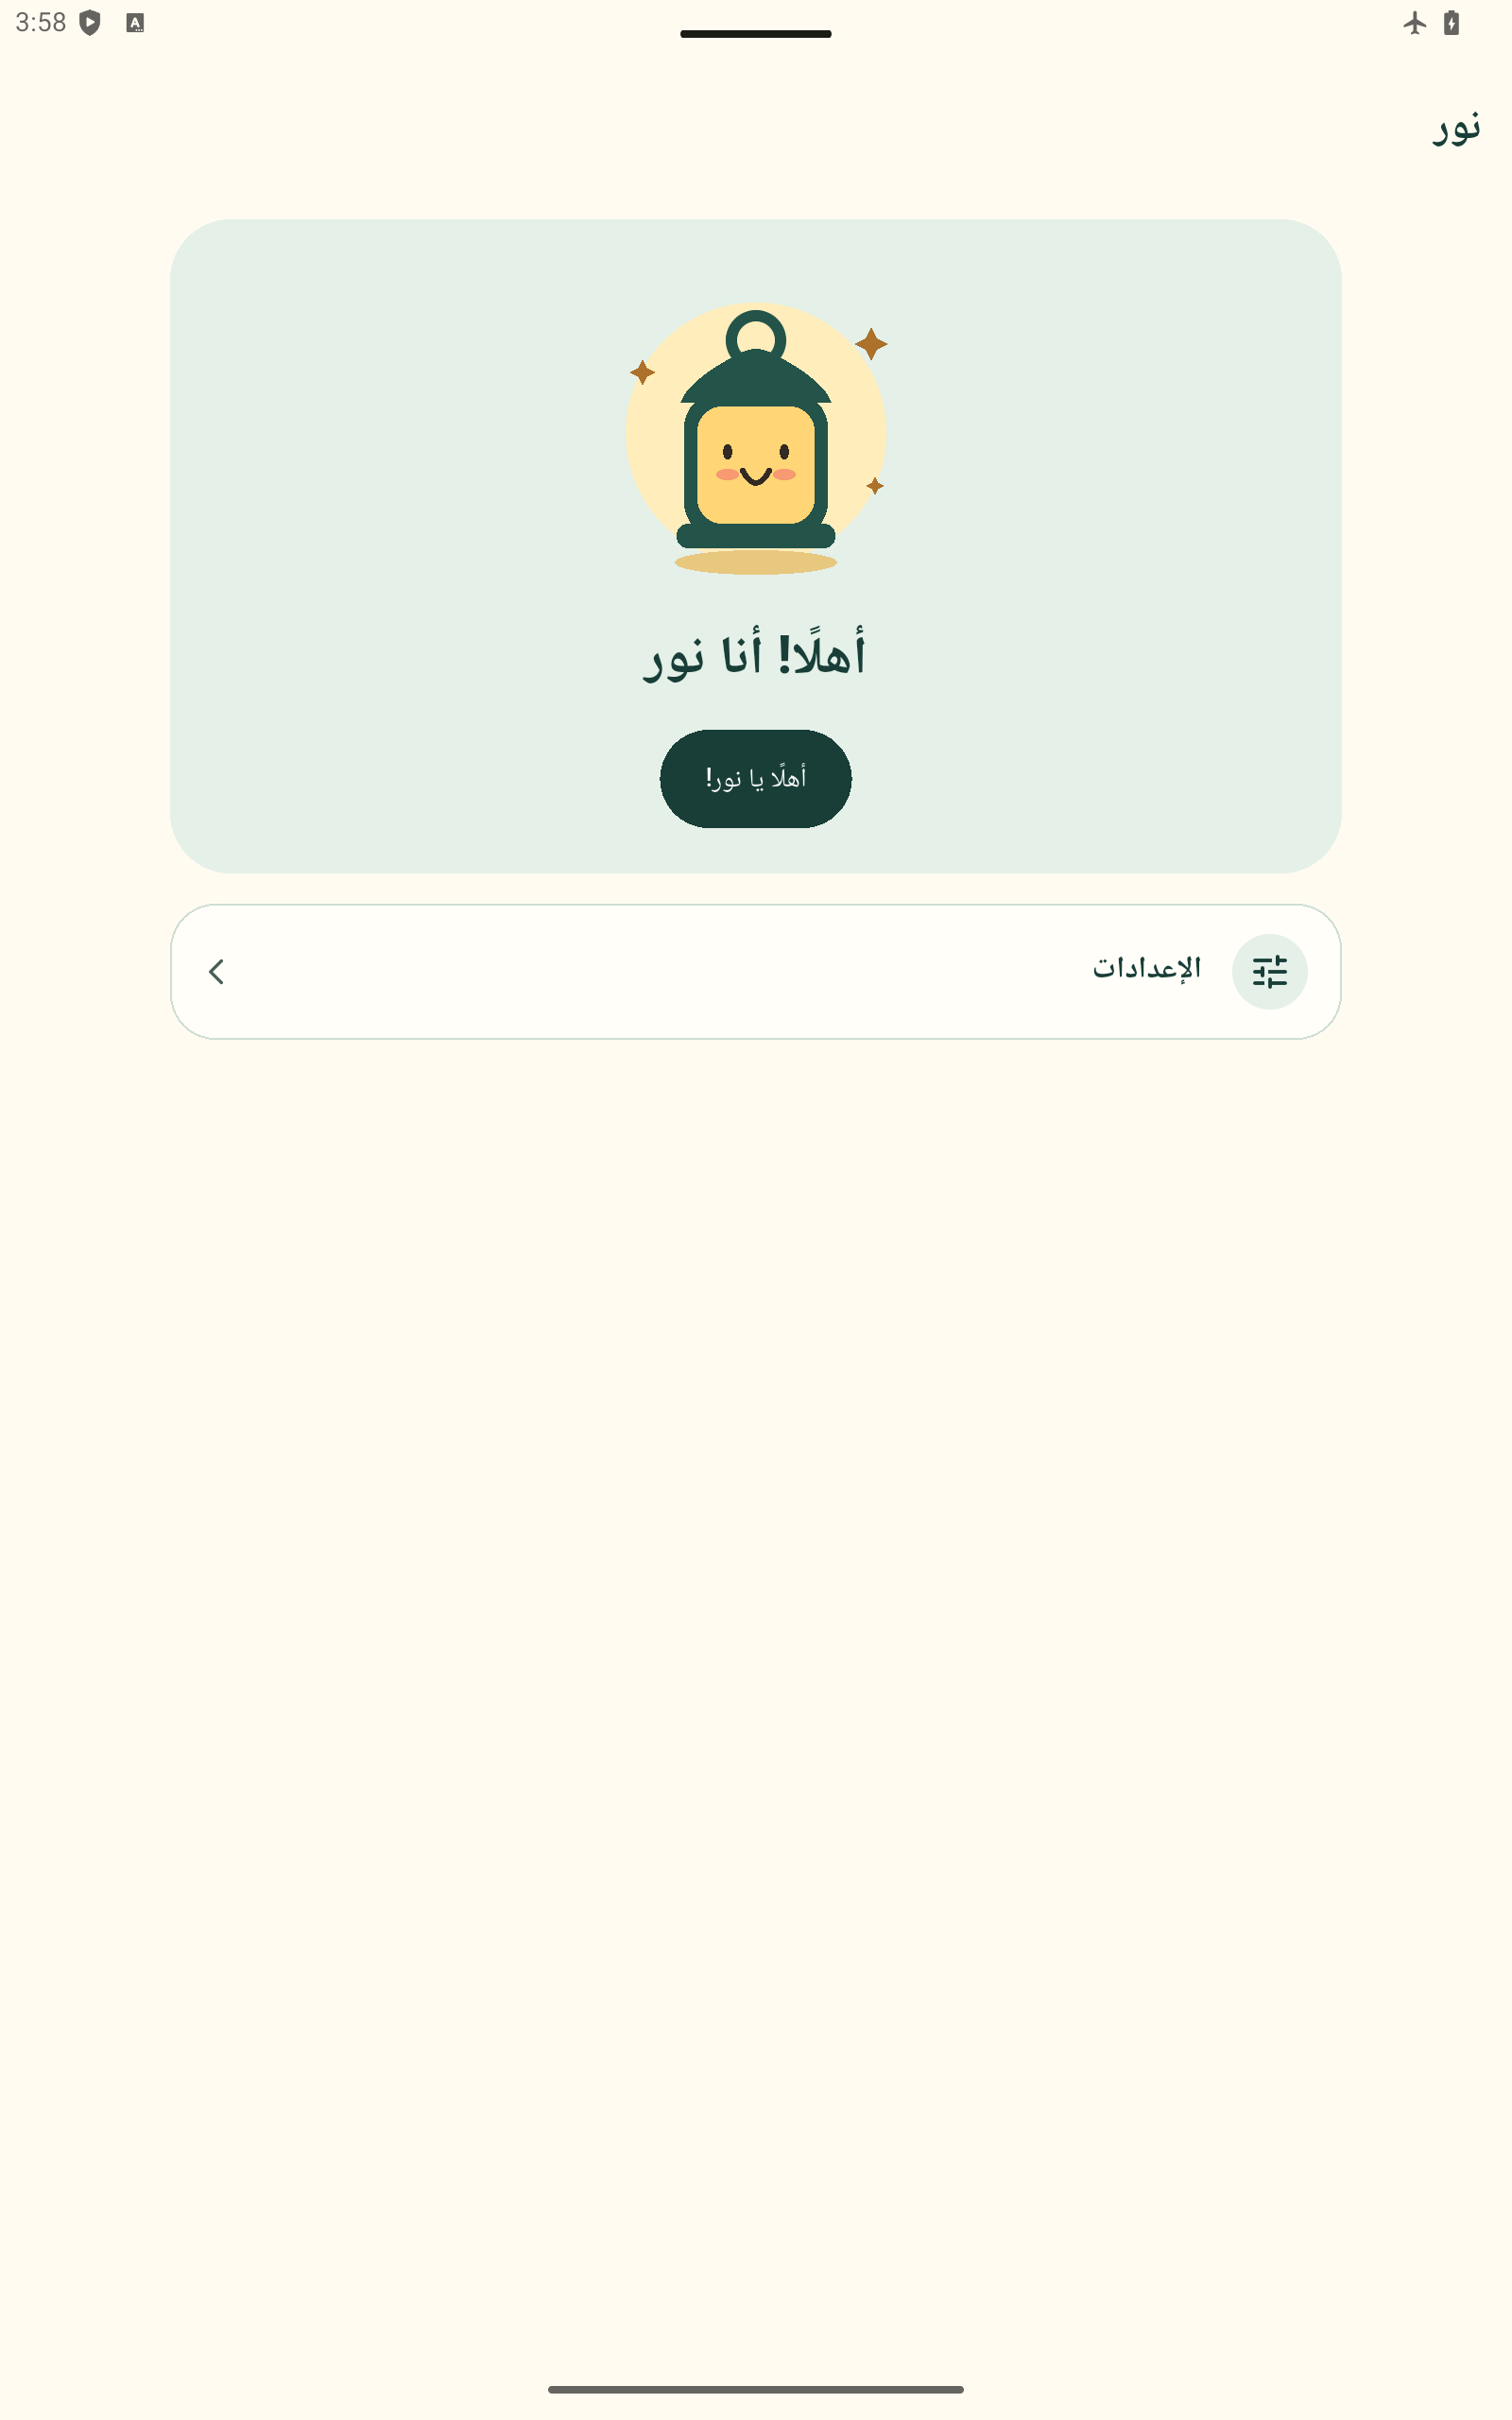 3:58
نور
أهلًا! أنا نور
أهلًا يا نور!
الإعدادات